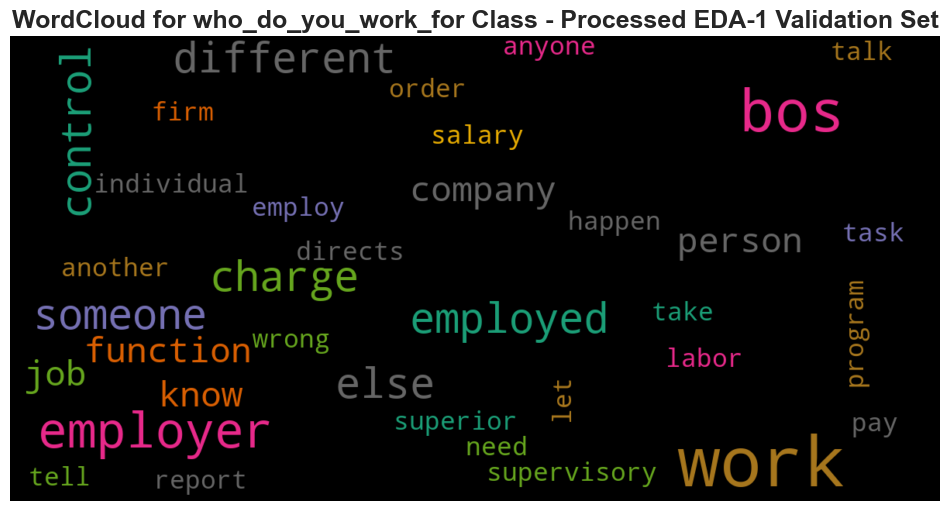 WordCloud for who_do_you_work_for Class - Processed EDA-1 Validation Set
control
different
anyone
talk
order
firm
salary
bos
individual
company
employ
happen
person
task
directs
another
charge
program
someone
employed
take
function
wrong
labor
job
know
else
let
employer
superior
pay
need
work
tell
report
supervisory